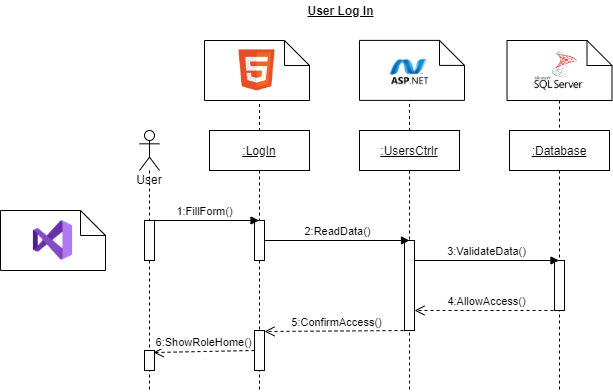 User Log In
5
ASP.NET
Microsoft
SQL Server
:LogIn
:UsersCtrlr
:Database
User
1:FillForm()
2:ReadData()
3:ValidateData()
4:AllowAccess()
5:ConfirmAccess()
6:ShowRoleHome()